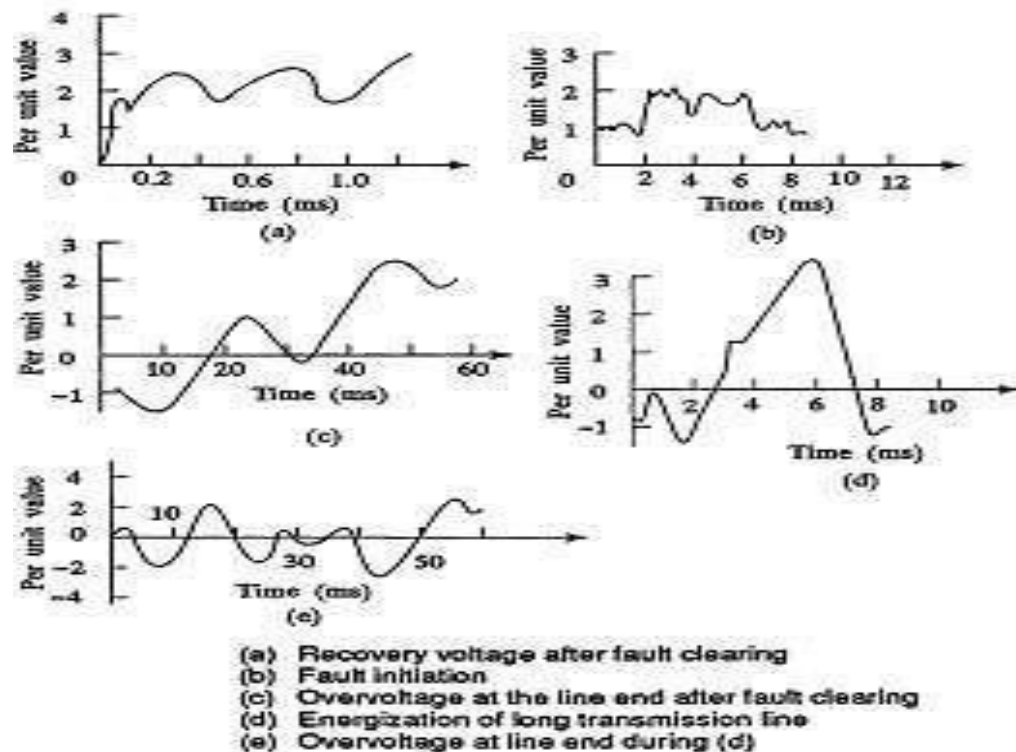 4
3
2
1
0
Per unit value
0.2 0.6 1.0
Time (ms)
(a)
3
2
1
0
Per unit value
2 4 6 8 10 12
Time (ms)
(b)
3
2
1
0
−1
Per unit value
10 20 40 60
Time (ms)
(c)
3
2
1
0
−1
Per unit value
2 4 6 8 10
Time (ms)
(d)
4
2
0
−2
−4
Per unit value
10 30 50
Time (ms)
(e)
(a) Recovery voltage after fault clearing
(b) Fault initiation
(c) Overvoltage at the line end after fault clearing
(d) Energization of long transmission line
(e) Overvoltage at line end during (d)